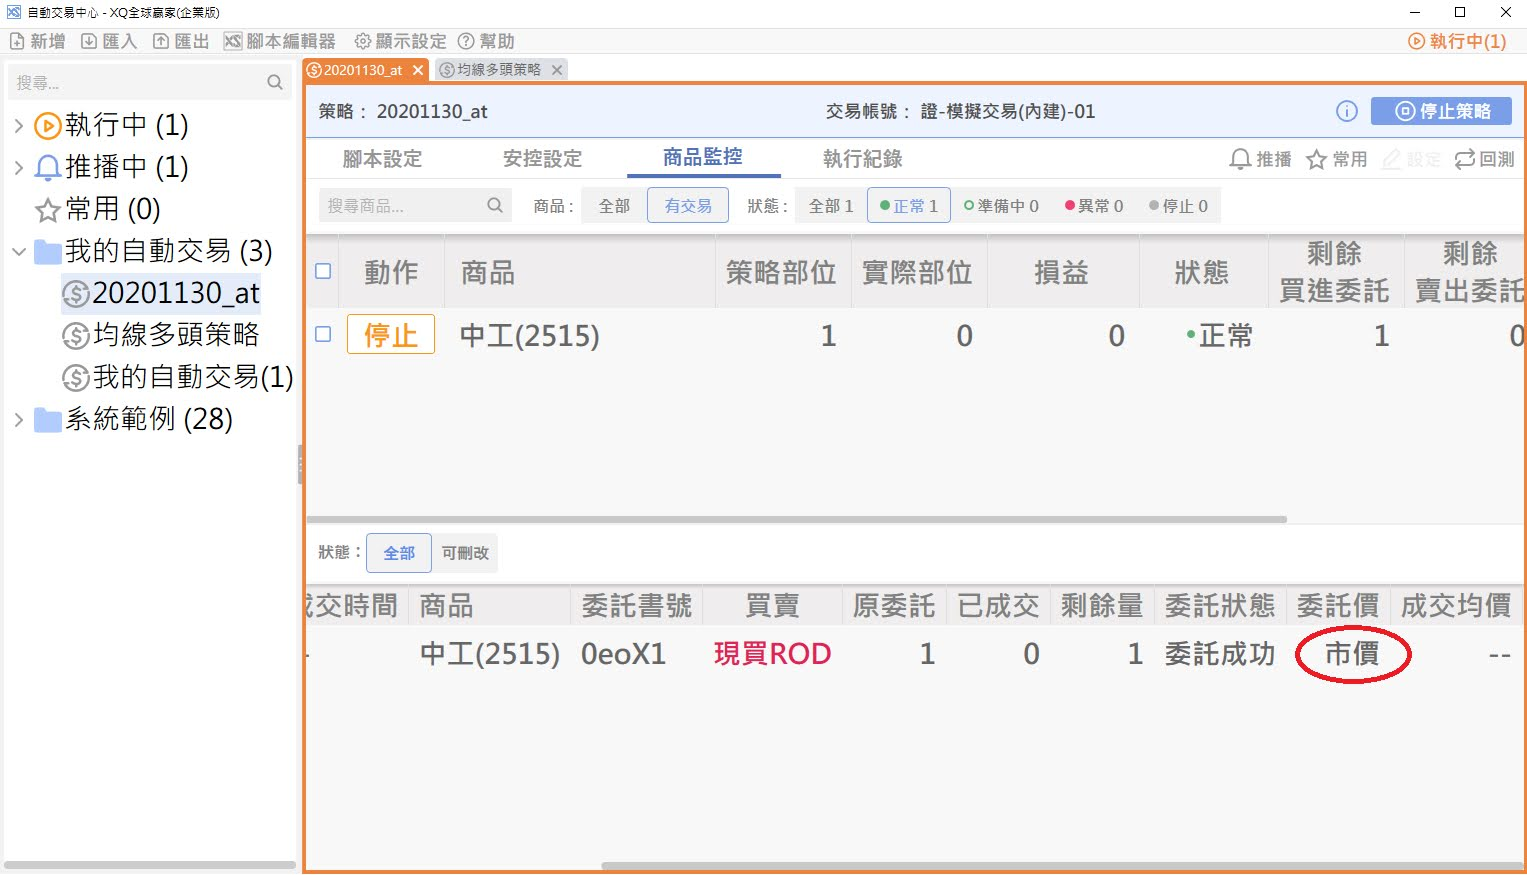 自動交易中心 - XQ全球贏家(企業版)
新增 匯入 匯出 XS 腳本編輯器 顯示設定 幫助 執行中(1)
搜尋...
執行中 (1)
推播中 (1)
常用 (0)
我的自動交易 (3)
20201130_at
均線多頭策略
我的自動交易(1)
系統範例 (28)
20201130_at 均線多頭策略
策略： 20201130_at 交易帳號： 證-模擬交易(內建)-01 停止策略
腳本設定 安控設定 商品監控 執行紀錄 推播 常用 設定 回測
搜尋商品... 商品： 全部 有交易 狀態： 全部 1 正常 1 準備中 0 異常 0 停止 0
動作 商品 策略部位 實際部位 損益 狀態 剩餘 買進委託 剩餘 賣出委託
停止 中工(2515) 1 0 0 正常 1 0
狀態： 全部 可刪改
交時間 商品 委託書號 買賣 原委託 已成交 剩餘量 委託狀態 委託價 成交均價
中工(2515) 0eoX1 現買ROD 1 0 1 委託成功 市價 --